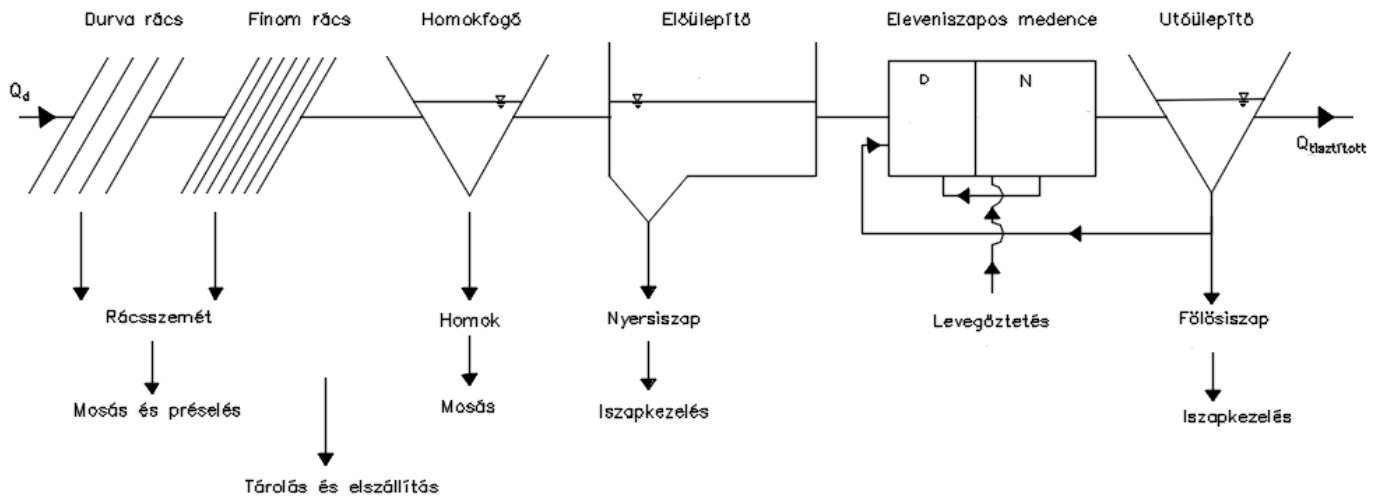 Durva rács
Finom rács
Homokfogó
Előülepítő
Eleveniszapos medence
Utóülepítő
Qd
D
N
Qtisztított
Rácsszemét
Homok
Nyersiszap
Levegőztetés
Fölösiszap
Mosás és préselés
Mosás
Iszapkezelés
Iszapkezelés
Tárolás és elszállítás